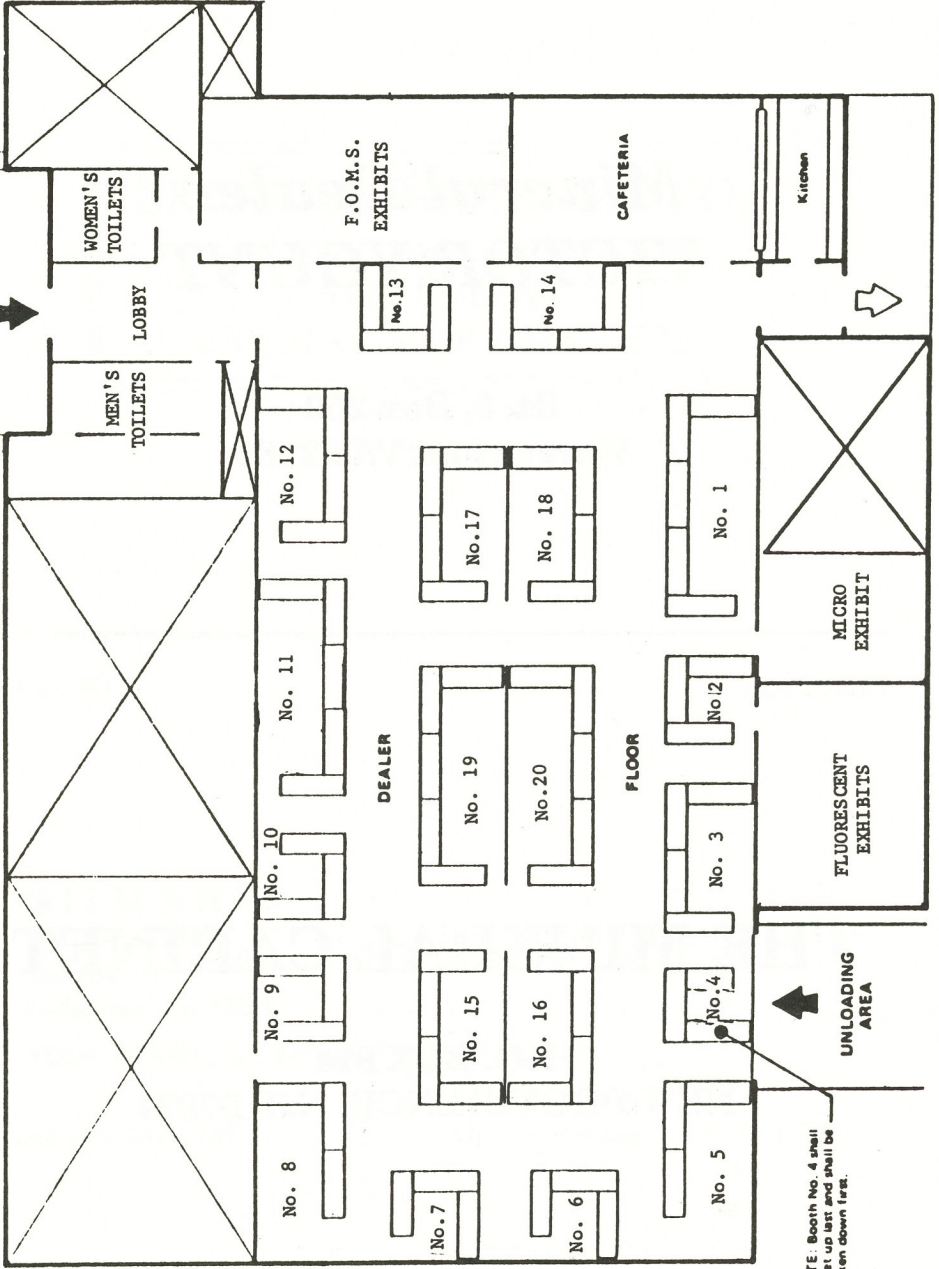 WOMEN'S
TOILETS
LOBBY
MEN'S
TOILETS
No. 8
No. 9
No. 10
No. 11
No. 12
F.O.M.S.
EXHIBITS
DEALER
No.13
No.7
No. 15
No. 19
No.17
No. 16
No.20
No. 18
No. 14
No. 6
CAFETERIA
FLOOR
No. 5
No.4
No. 3
No 2
No. 1
Kitchen
TE: Booth No. 4 shall
et up last and shall be
en down first.
UNLOADING
AREA
FLUORESCENT
EXHIBITS
MICRO
EXHIBIT